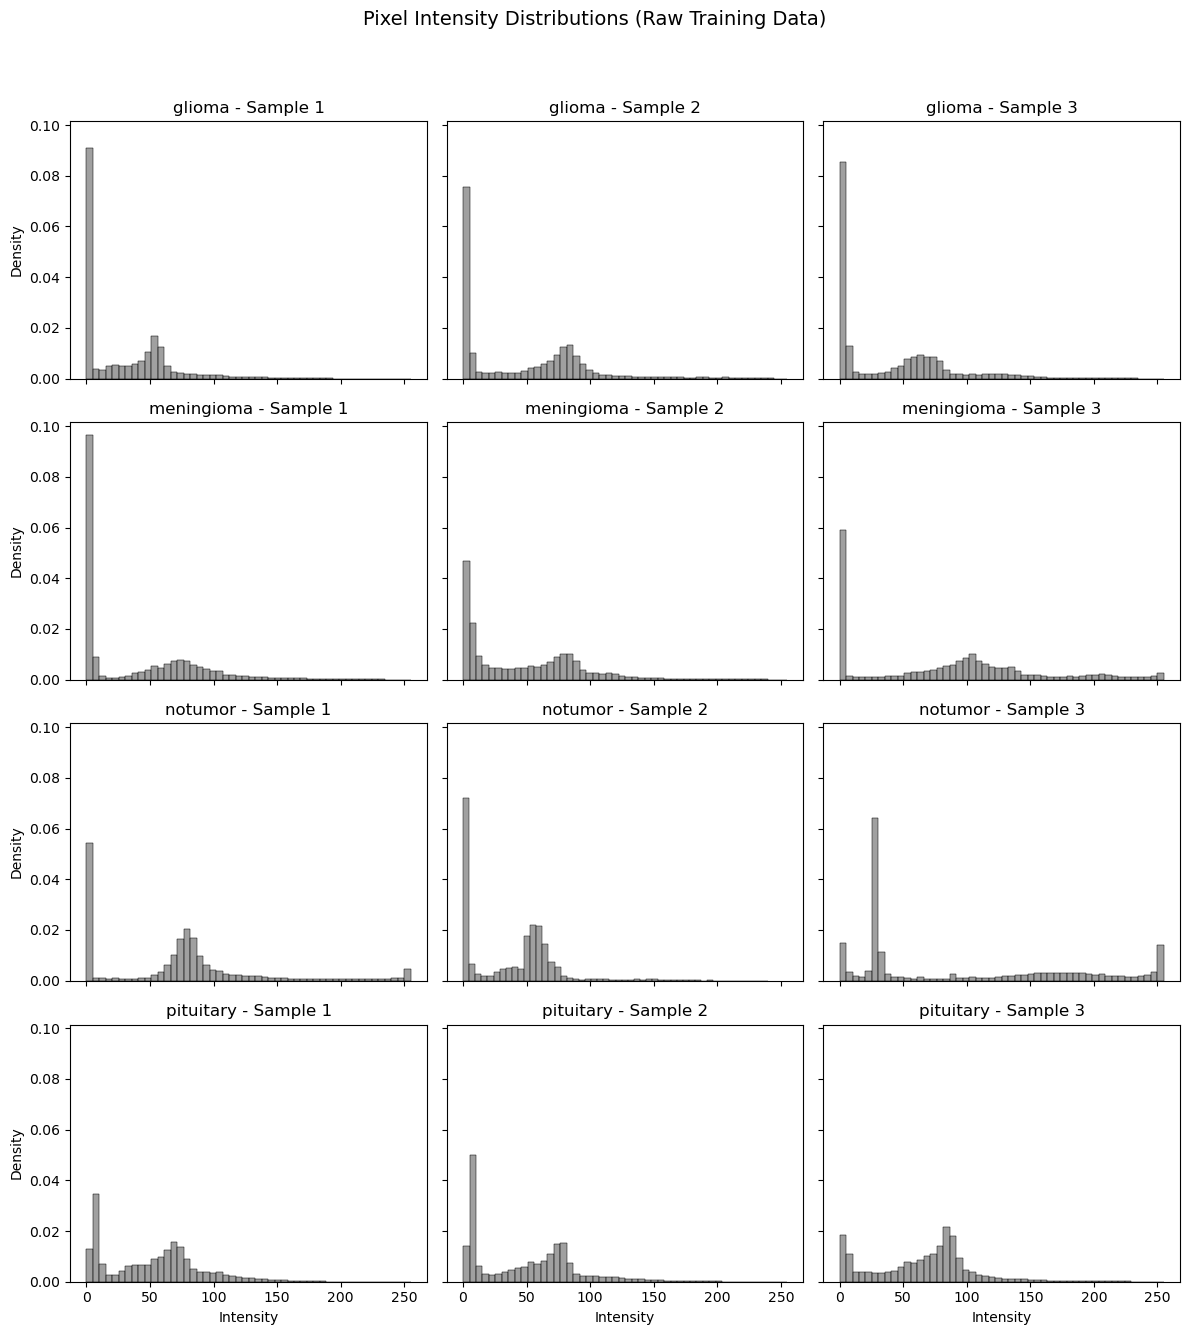 Pixel Intensity Distributions (Raw Training Data)
glioma - Sample 1
glioma - Sample 2
glioma - Sample 3
0.10
0.08
0.06
0.04
0.02
0.00
Density
meningioma - Sample 1
meningioma - Sample 2
meningioma - Sample 3
0.10
0.08
0.06
0.04
0.02
0.00
Density
notumor - Sample 1
notumor - Sample 2
notumor - Sample 3
0.10
0.08
0.06
0.04
0.02
0.00
Density
pituitary - Sample 1
pituitary - Sample 2
pituitary - Sample 3
0.10
0.08
0.06
0.04
0.02
0.00
Density
0 50 100 150 200 250
0 50 100 150 200 250
0 50 100 150 200 250
Intensity
Intensity
Intensity